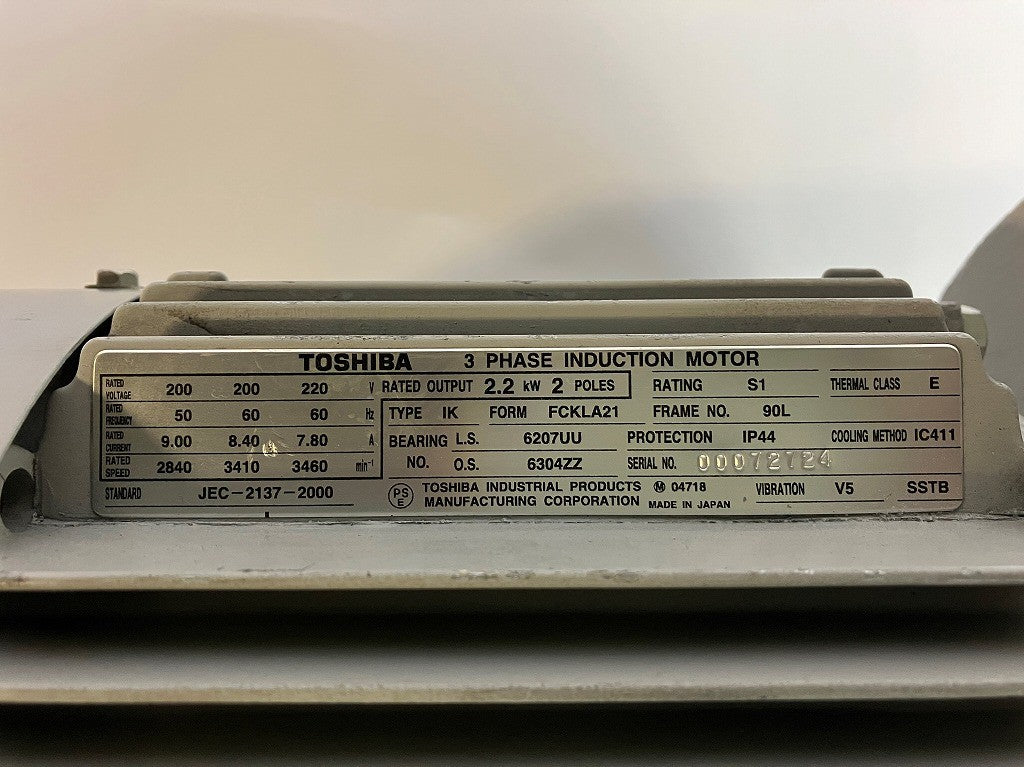 TOSHIBA 3 PHASE INDUCTION MOTOR
RATED VOLTAGE 200 200 220 V
RATED FREQUENCY 50 60 60 Hz
RATED CURRENT 9.00 8.40 7.80 A
RATED SPEED 2840 3410 3460 min⁻¹
STANDARD JEC-2137-2000
RATED OUTPUT 2.2 kW 2 POLES
TYPE IK FORM FCKLA21
BEARING NO. L.S. 6207UU
O.S. 6304ZZ
RATING S1 THERMAL CLASS E
FRAME NO. 90L
PROTECTION IP44 COOLING METHOD IC411
SERIAL NO. 00072724
PS E TOSHIBA INDUSTRIAL PRODUCTS Ⓜ 04718
MANUFACTURING CORPORATION MADE IN JAPAN
VIBRATION V5 SSTB